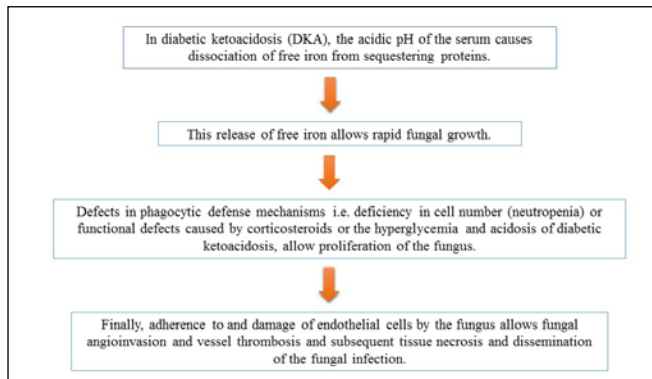 In diabetic ketoacidosis (DKA), the acidic pH of the serum causes
dissociation of free iron from sequestering proteins.
This release of free iron allows rapid fungal growth.
Defects in phagocytic defense mechanisms i.e. deficiency in cell number (neutropenia) or
functional defects caused by corticosteroids or the hyperglycemia and acidosis of diabetic
ketoacidosis, allow proliferation of the fungus.
Finally, adherence to and damage of endothelial cells by the fungus allows fungal
angioinvasion and vessel thrombosis and subsequent tissue necrosis and dissemination
of the fungal infection.